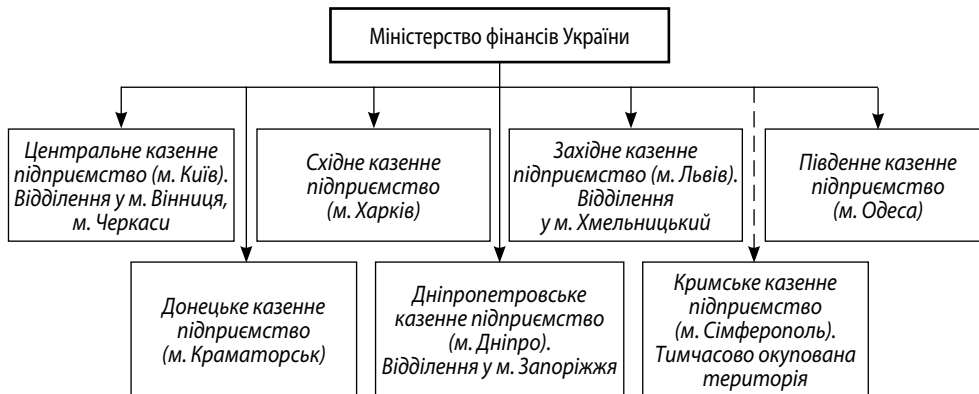 Міністерство фінансів України
Центральне казенне
підприємство (м. Київ).
Відділення у м. Вінниця,
м. Черкаси
Східне казенне
підприємство
(м. Харків)
Західне казенне
підприємство (м. Львів).
Відділення
у м. Хмельницький
Південне казенне
підприємство
(м. Одеса)
Донецьке казенне
підприємство
(м. Краматорськ)
Дніпропетровське
казенне підприємство
(м. Дніпро).
Відділення у м. Запоріжжя
Кримське казенне
підприємство
(м. Сімферополь).
Тимчасово окупована
територія